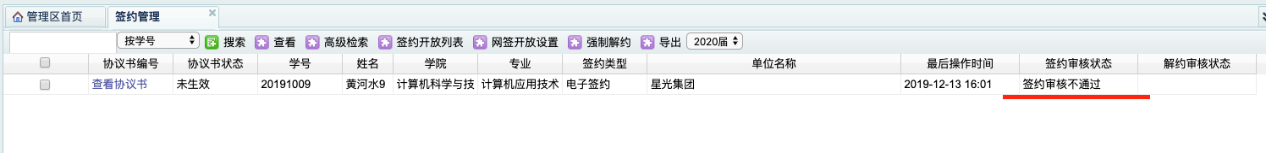 管理区首页 签约管理
按学号 搜索 查看 高级检索 签约开放列表 网签开放设置 强制解约 导出 2020届
协议书编号 协议书状态 学号 姓名 学院 专业 签约类型 单位名称 最后操作时间 签约审核状态 解约审核状态
查看协议书 未生效 20191009 黄河水9 计算机科学与技 计算机应用技术 电子签约 星光集团 2019-12-13 16:01 签约审核不通过